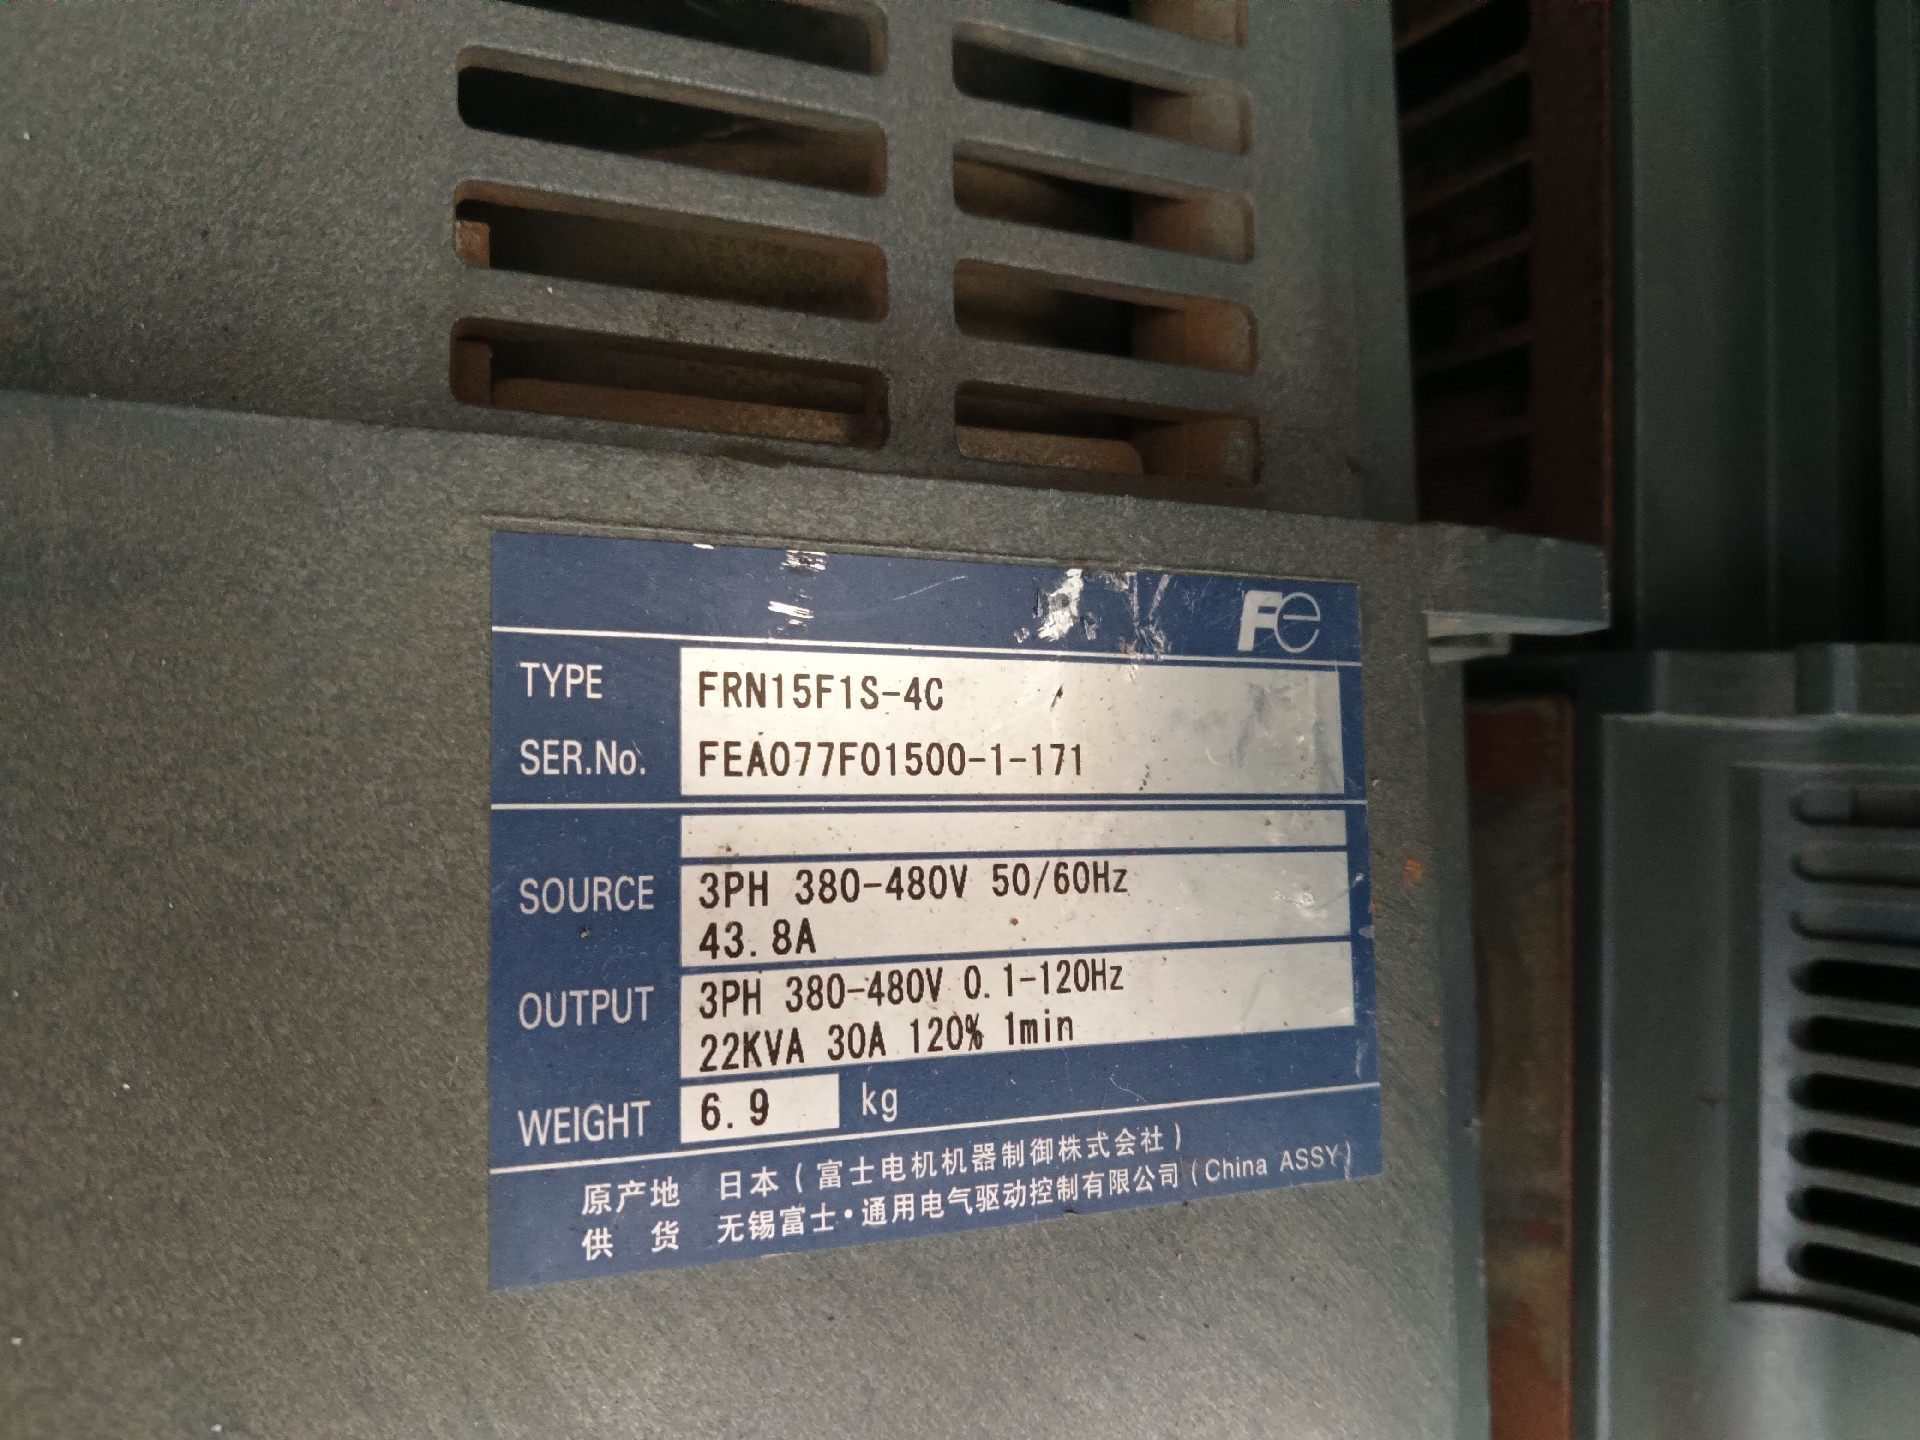 Fe
TYPE FRN15F1S-4C
SER.No. FEA077F01500-1-171
SOURCE 3PH 380-480V 50/60Hz
43.8A
OUTPUT 3PH 380-480V 0.1-120Hz
22KVA 30A 120% 1min
WEIGHT 6.9 kg
原产地 日本(富士电机机器制御株式会社)
供 货 无锡富士·通用电气驱动控制有限公司(China ASSY)